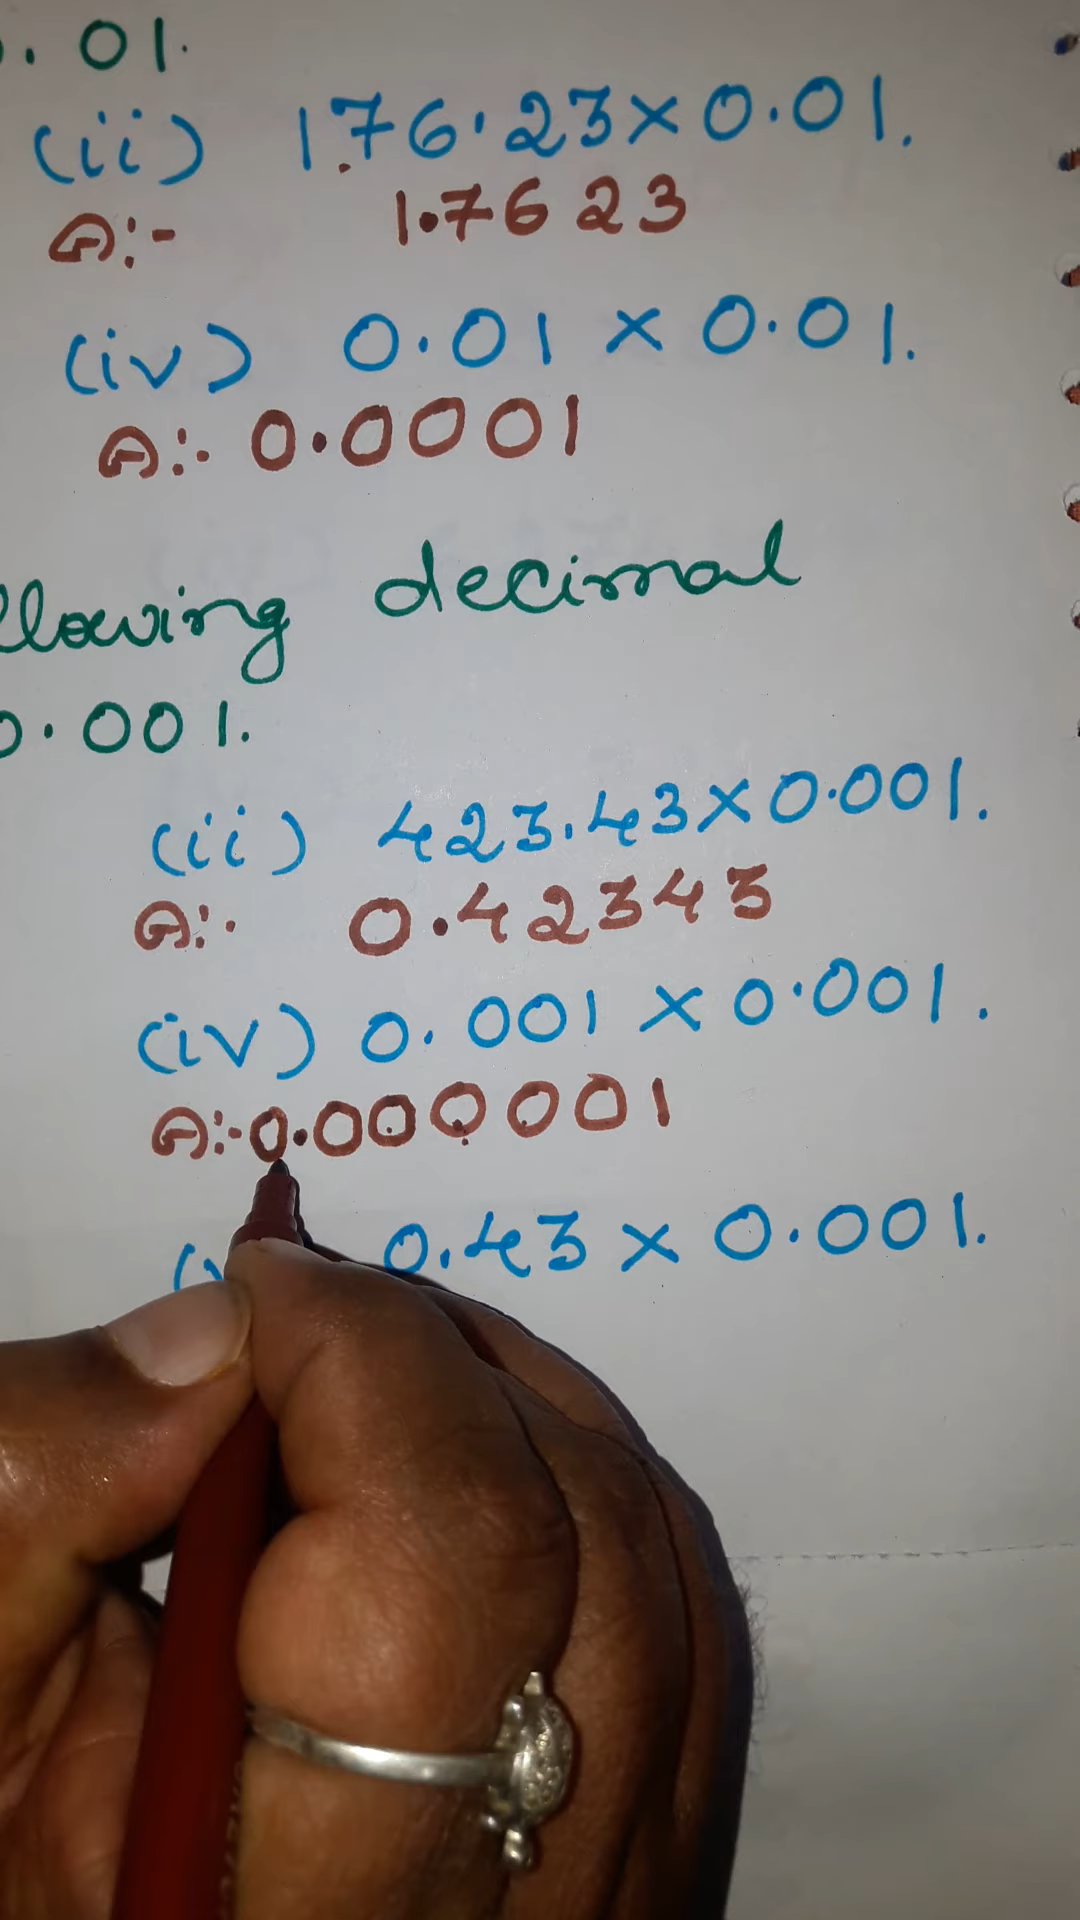 0.01.
(ii) 176.23×0.01.
வி:- 1.7623
(iv) 0.01 × 0.01.
வி:- 0.0001
llowing decimal
0.001.
(ii) 423.43×0.001.
வி:- 0.42343
(iv) 0.001 × 0.001.
வி:- 0.000001
0.43 × 0.001.